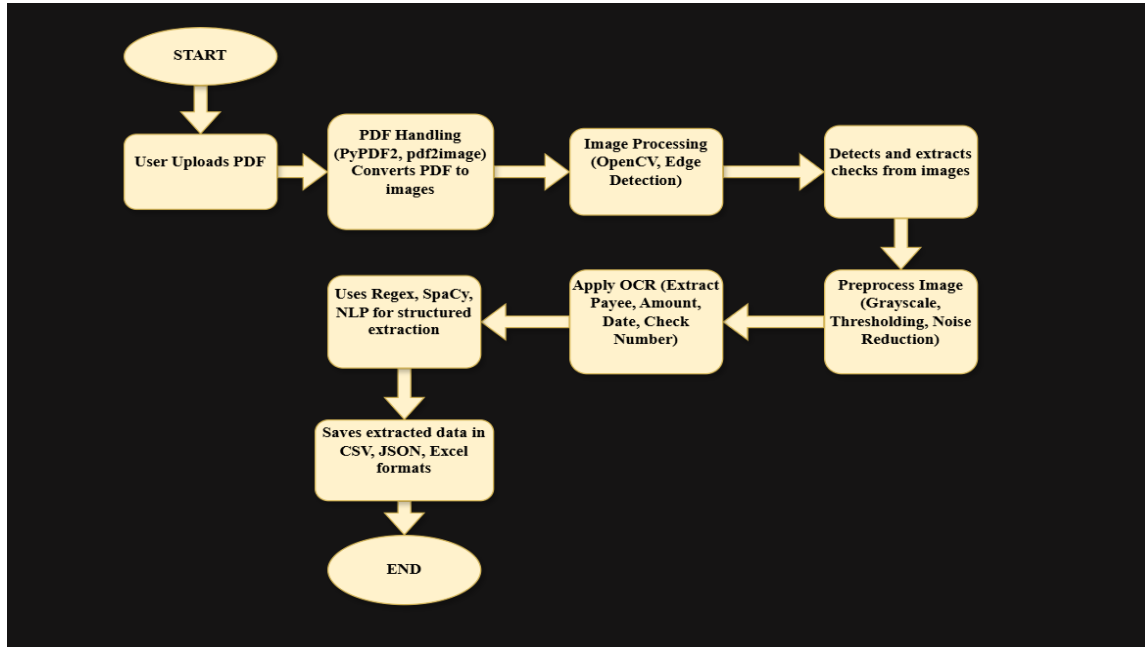 START
User Uploads PDF
PDF Handling
(PyPDF2, pdf2image)
Converts PDF to
images
Image Processing
(OpenCV, Edge
Detection)
Detects and extracts
checks from images
Preprocess Image
(Grayscale,
Thresholding, Noise
Reduction)
Apply OCR (Extract
Payee, Amount,
Date, Check
Number)
Uses Regex, SpaCy,
NLP for structured
extraction
Saves extracted data in
CSV, JSON, Excel
formats
END